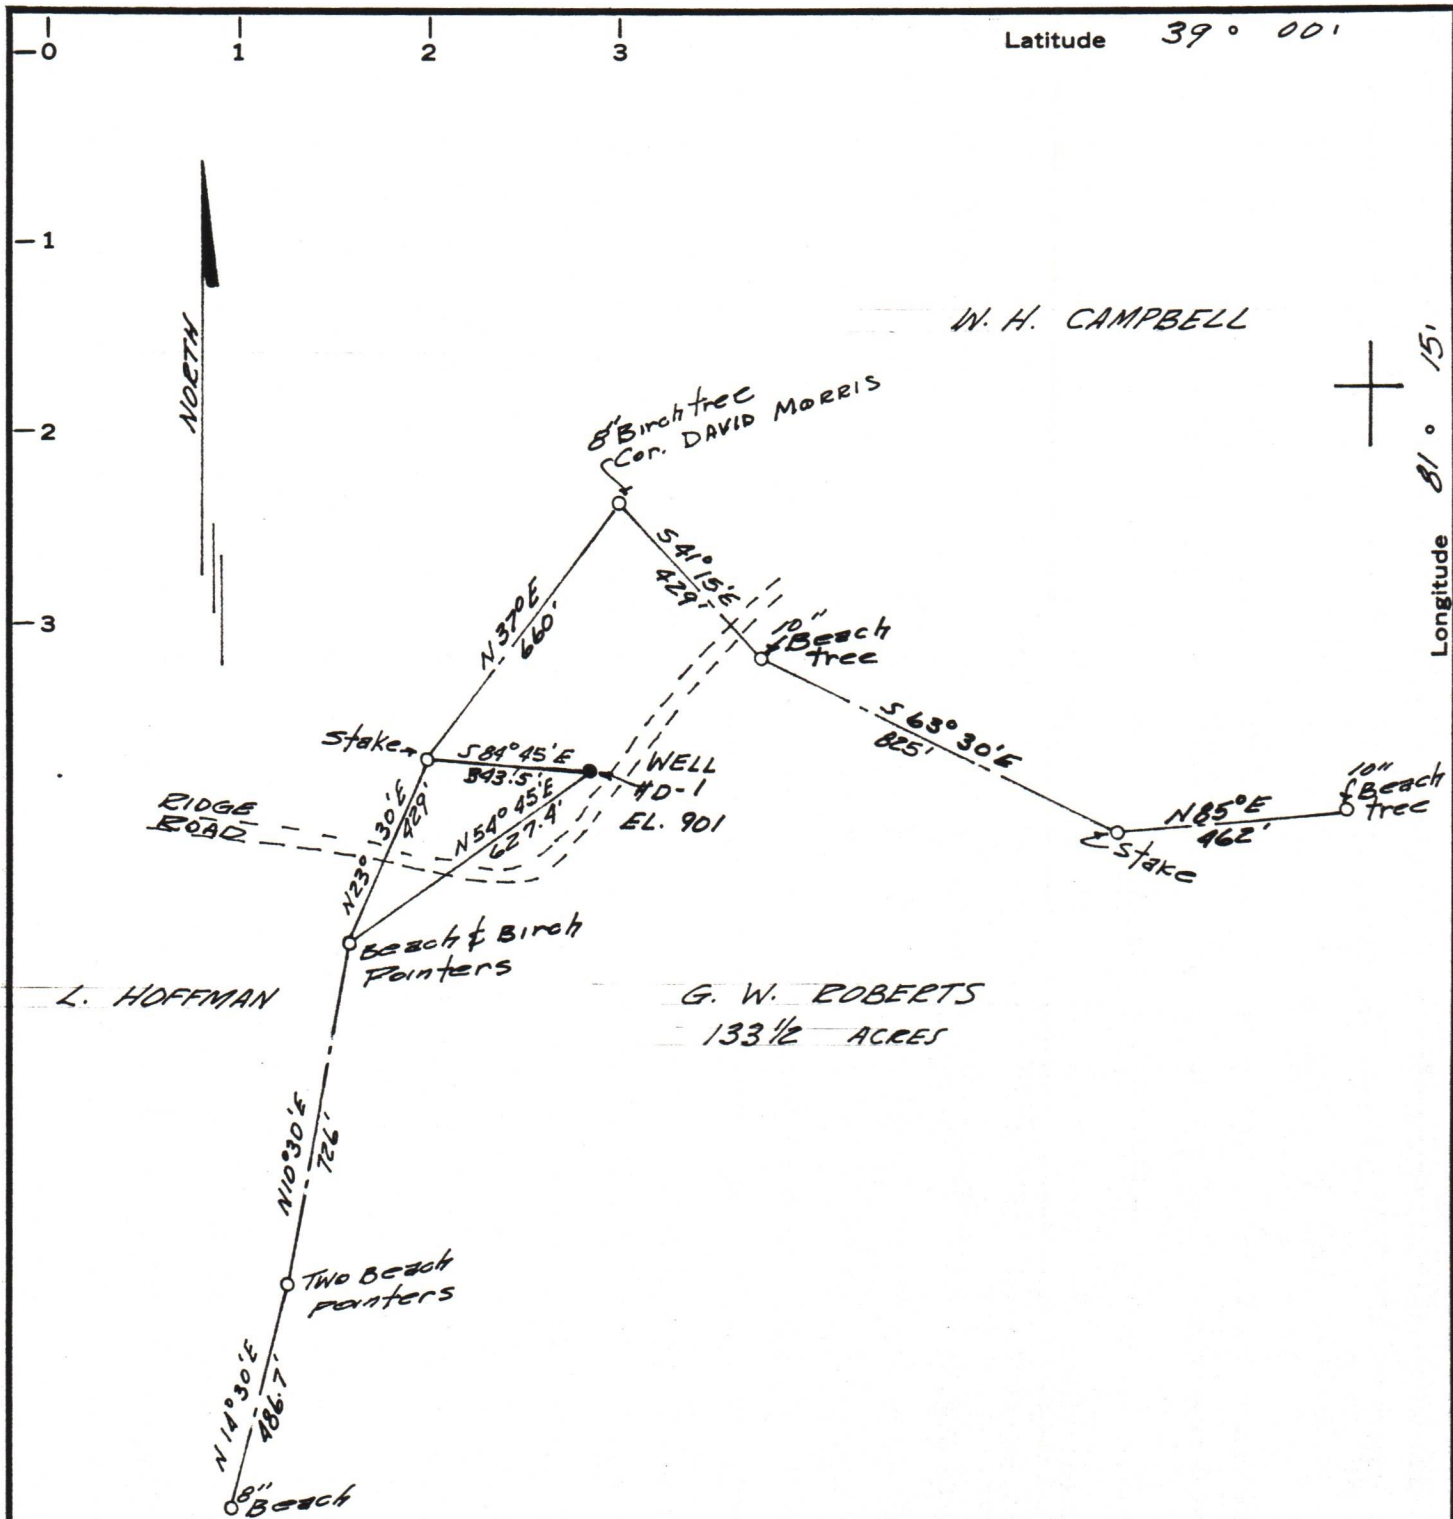 0 1 2 3
Latitude 39° 00'
1
2
3
NORTH
W. H. CAMPBELL
Longitude 81° 15'
8" Birch tree
Cor. DAVID MORRIS
N 37° E
660'
S 41° 15' E
429'
10"
Beach
tree
S 63° 30' E
825'
Stake
S 84° 45' E
343.5'
WELL
#D-1
EL. 901
RIDGE
ROAD
N 23° 30' E
429'
N 54° 45' E
627.4'
N 85° E
462'
10"
Beach
tree
Stake
Beach & Birch
Pointers
L. HOFFMAN
G. W. ROBERTS
133 1/2 ACRES
N 10° 30' E
726'
TWO Beach
pointers
N 14° 30' E
486.7'
8"
Beach